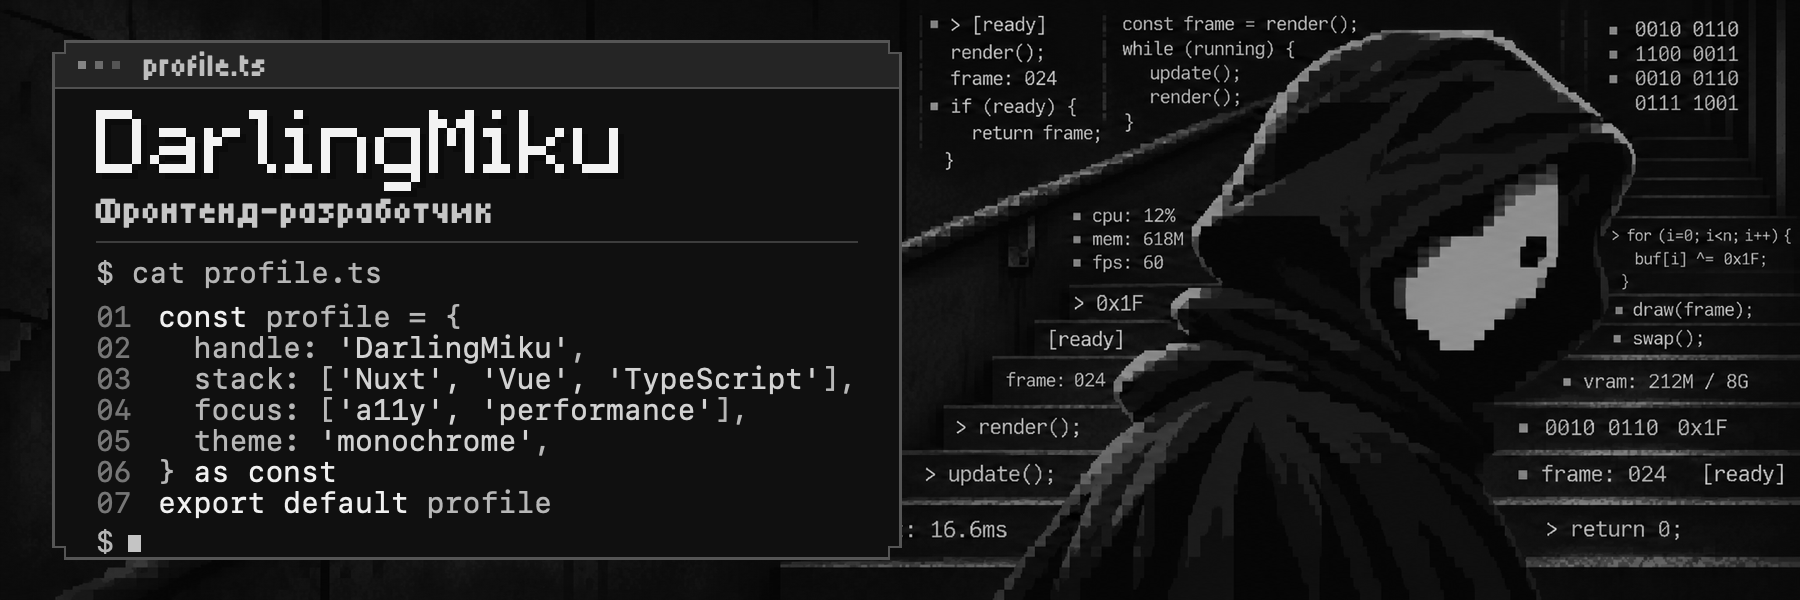 profile.ts
DarlingMiku
Фронтенд-разработчик
$ cat profile.ts
01 const profile = {
02   handle: 'DarlingMiku',
03   stack: ['Nuxt', 'Vue', 'TypeScript'],
04   focus: ['a11y', 'performance'],
05   theme: 'monochrome',
06 } as const
07 export default profile
$
> [ready]
render();
frame: 024
if (ready) {
return frame;
}
const frame = render();
while (running) {
update();
render();
}
0010 0110
1100 0011
0010 0110
0111 1001
cpu: 12%
mem: 618M
fps: 60
> 0x1F
[ready]
frame: 024
> render();
> update();
: 16.6ms
> for (i=0; i<n; i++) {
buf[i] ^= 0x1F;
}
draw(frame);
swap();
vram: 212M / 8G
0010 0110 0x1F
frame: 024 [ready]
> return 0;